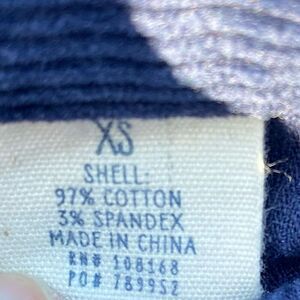 XS
SHELL:
97% COTTON
3% SPANDEX
MADE IN CHINA
RN# 108168
PO# 789952